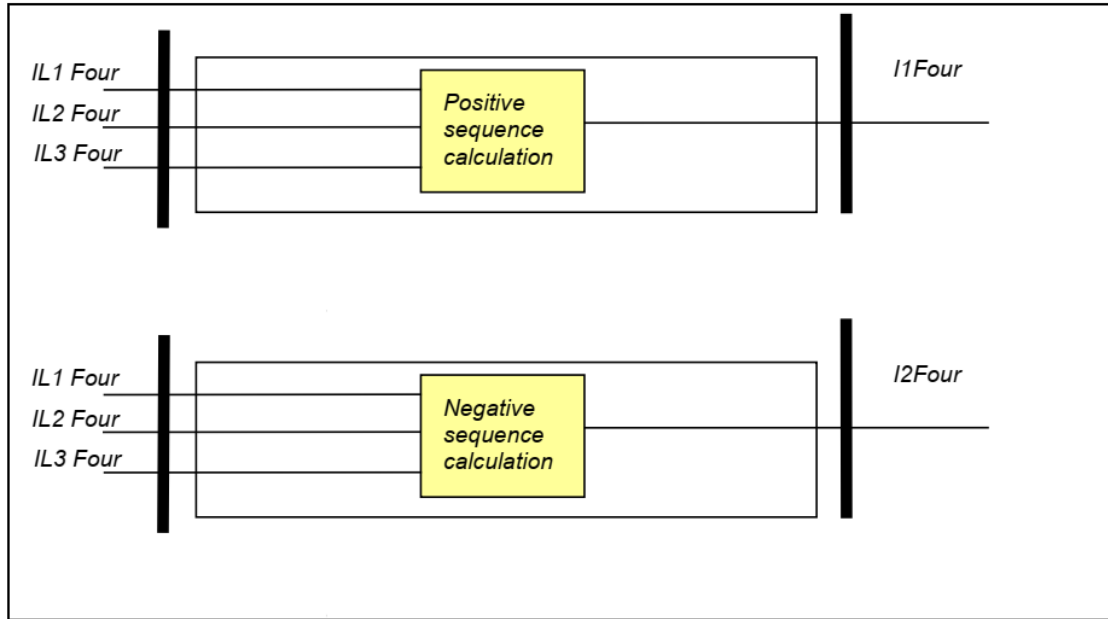 IL1 Four
IL2 Four
IL3 Four
Positive
sequence
calculation
I1Four
IL1 Four
IL2 Four
IL3 Four
Negative
sequence
calculation
I2Four